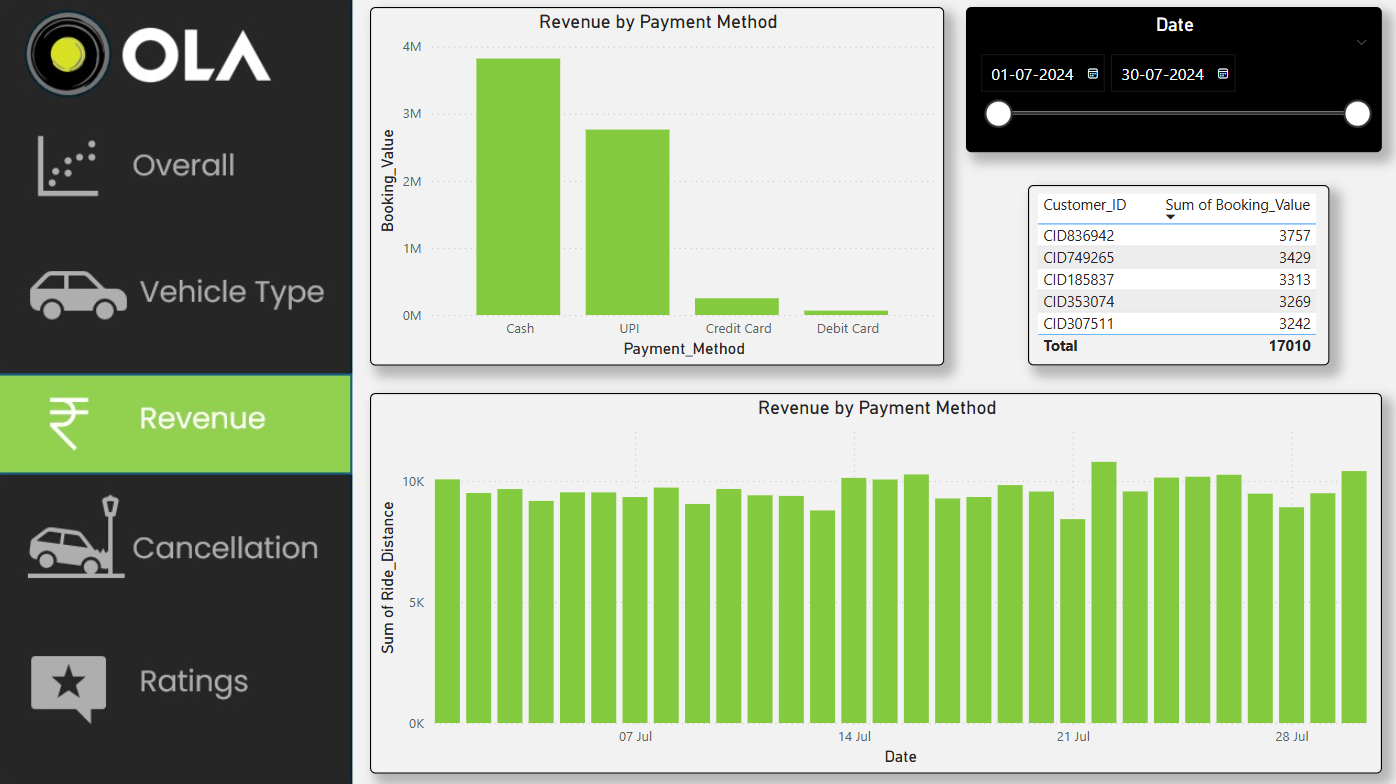 OLA
Overall
Vehicle Type
Revenue
Cancellation
Ratings
Revenue by Payment Method
Booking_Value
4M
3M
2M
1M
0M
Cash UPI Credit Card Debit Card
Payment_Method
Date
01-07-2024 30-07-2024
Customer_ID Sum of Booking_Value
CID836942 3757
CID749265 3429
CID185837 3313
CID353074 3269
CID307511 3242
Total 17010
Revenue by Payment Method
Sum of Ride_Distance
10K
5K
0K
07 Jul 14 Jul 21 Jul 28 Jul
Date